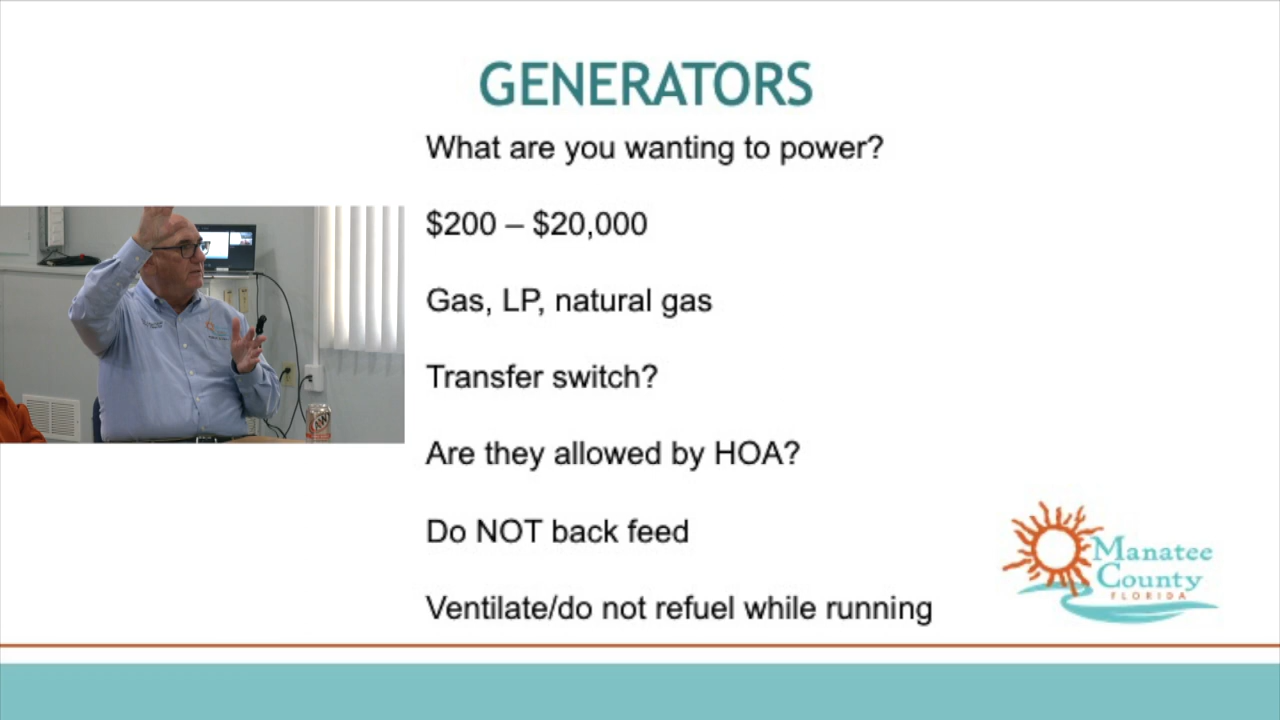 GENERATORS
What are you wanting to power?
$200 – $20,000
Gas, LP, natural gas
Transfer switch?
Are they allowed by HOA?
Do NOT back feed
Ventilate/do not refuel while running
Manatee
County
FLORIDA
A&W